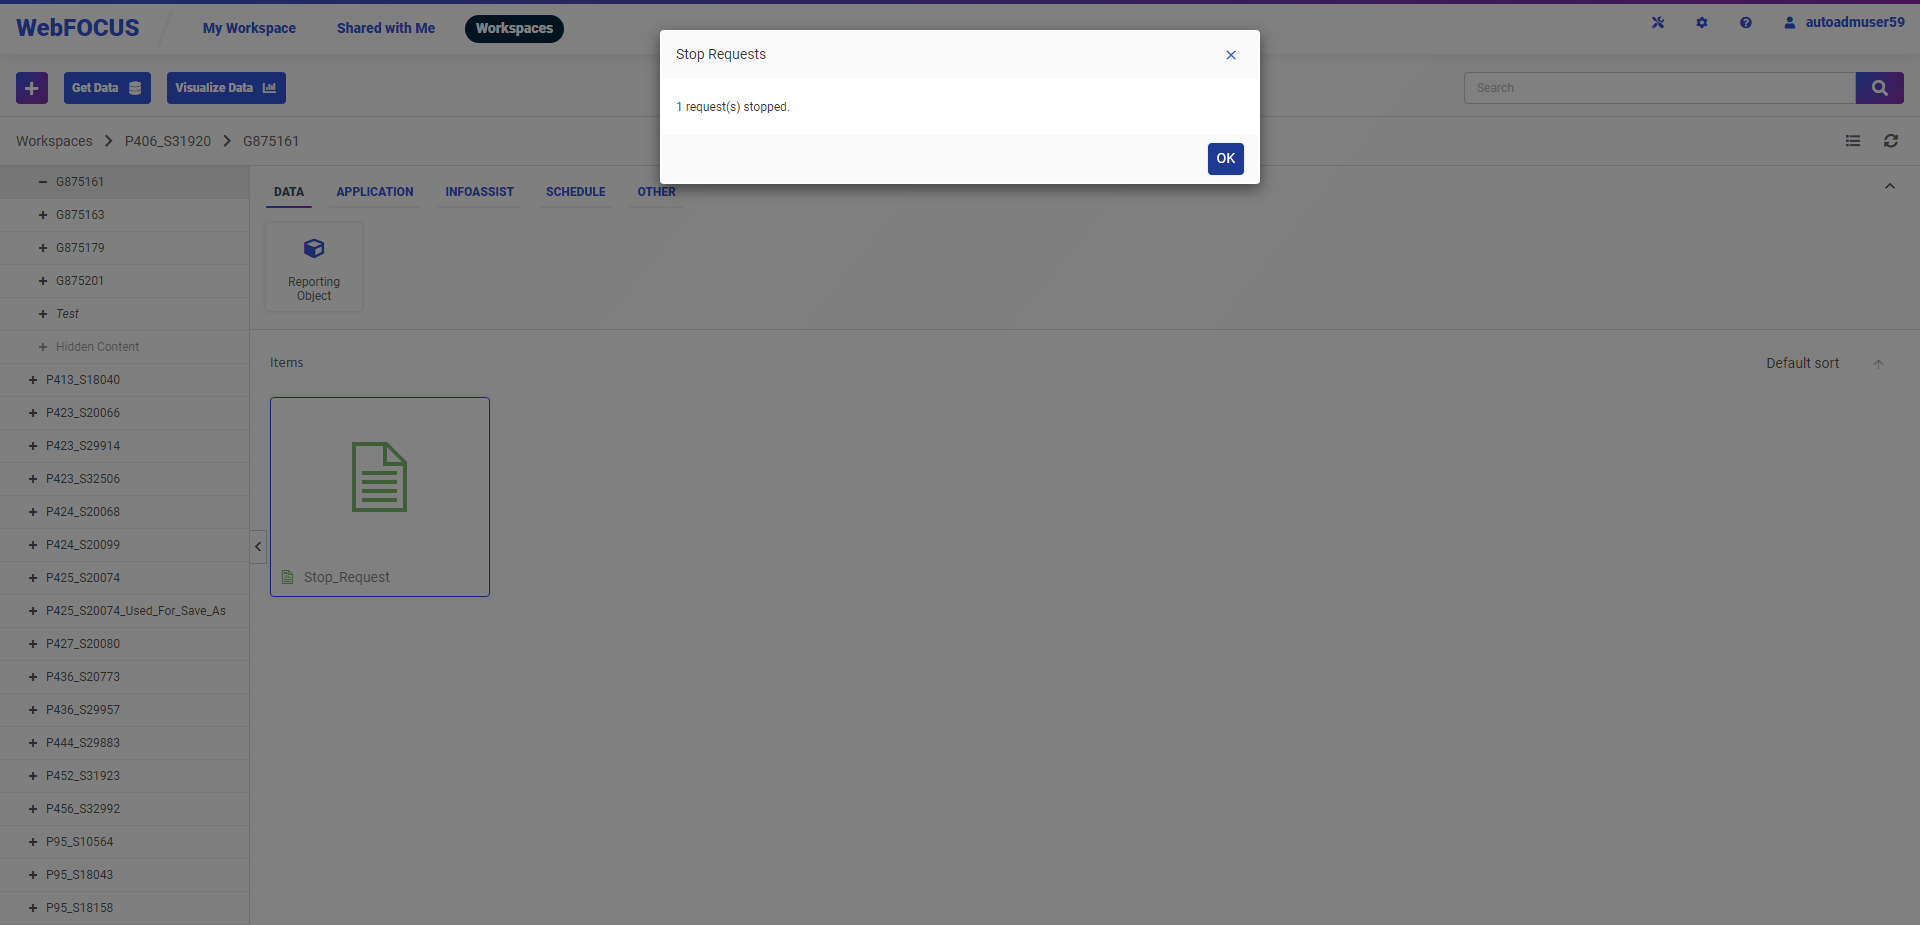 WebFOCUS
My Workspace
Shared with Me
Workspaces
autoadmuser59
Stop Requests
1 request(s) stopped.
OK
Get Data
Visualize Data
Search
Workspaces
P406_S31920
G875161
G875161
G875163
G875179
G875201
Test
Hidden Content
P413_S18040
P423_S20066
P423_S29914
P423_S32506
P424_S20068
P424_S20099
P425_S20074
P425_S20074_Used_For_Save_As
P427_S20080
P436_S20773
P436_S29957
P444_S29883
P452_S31923
P456_S32992
P95_S10564
P95_S18043
P95_S18158
DATA
APPLICATION
INFOASSIST
SCHEDULE
OTHER
Reporting
Object
Items
Default sort
Stop_Request